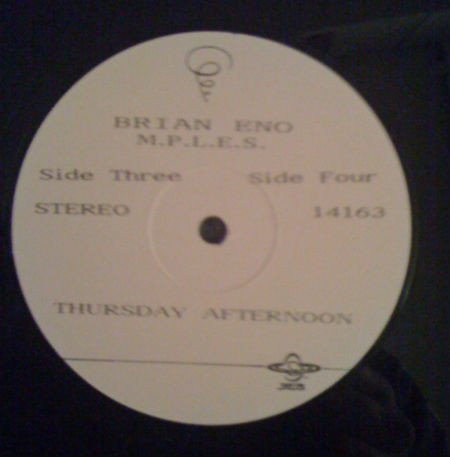 BRIAN ENO
M.P.L.E.S.
Side Three Side Four
STEREO 14163
THURSDAY AFTERNOON